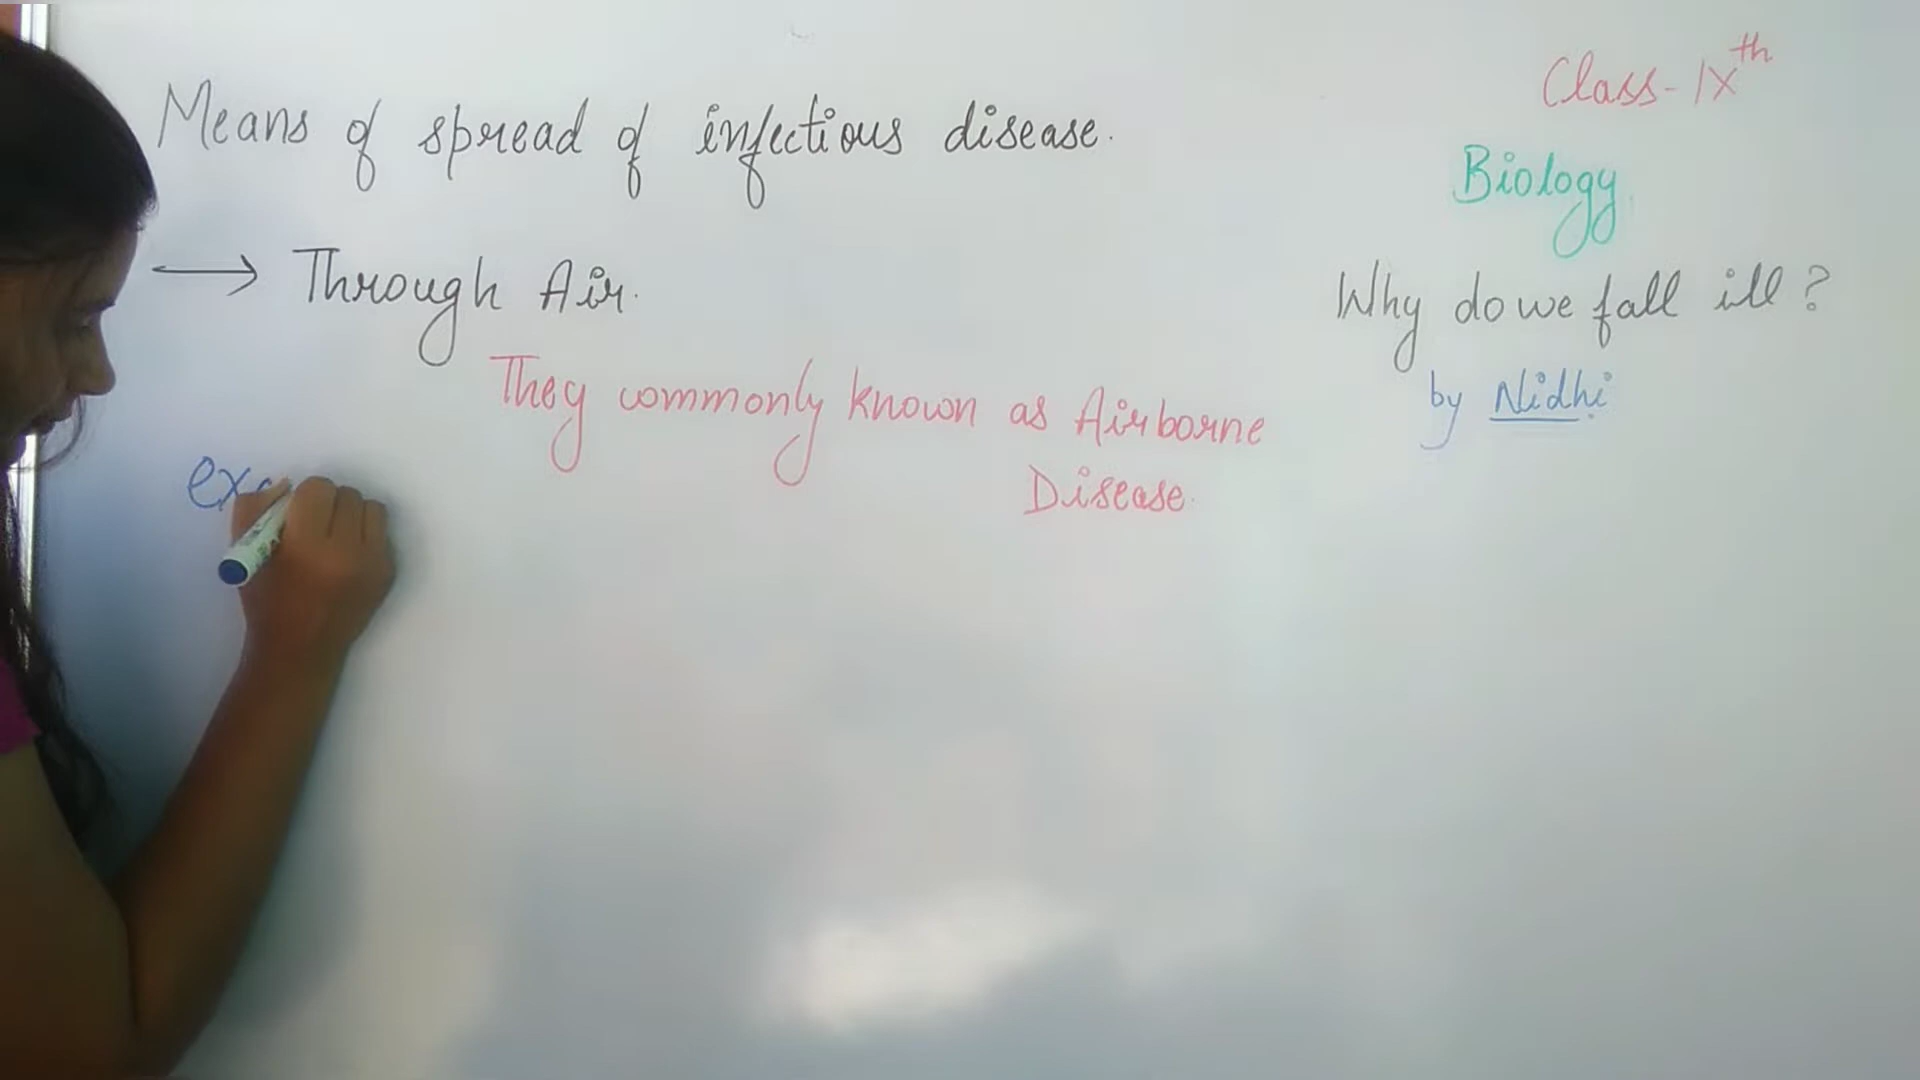 Means of spread of infectious disease.
→ Through Air.
They commonly known as Airborne
Disease.
Class-IXth
Biology
Why do we fall ill?
by Nidhi